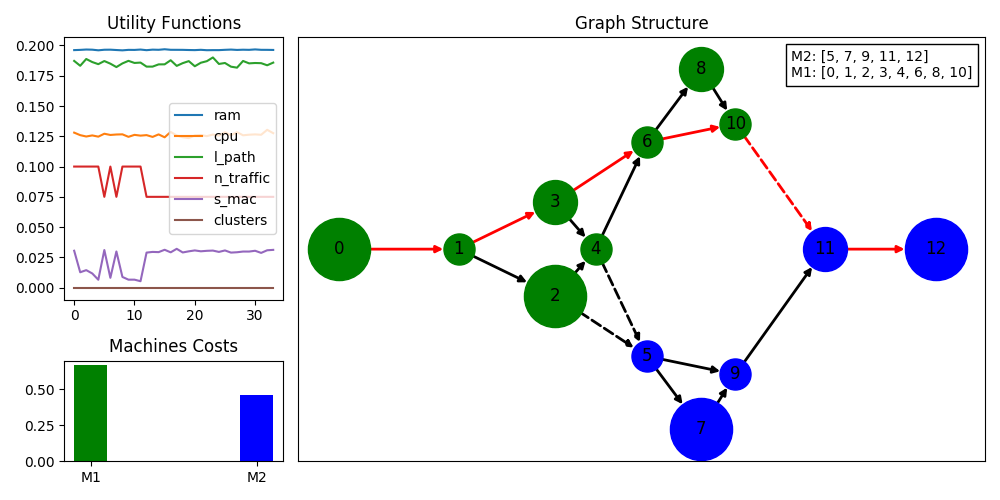 Utility Functions
0.200
0.175
0.150
0.125
0.100
0.075
0.050
0.025
0.000
ram
cpu
l_path
n_traffic
s_mac
clusters
0 10 20 30
Machines Costs
0.50
0.25
0.00
M1 M2
Graph Structure
M2: [5, 7, 9, 11, 12]
M1: [0, 1, 2, 3, 4, 6, 8, 10]
8
10
6
3
0 1 4 11 12
2
5
9
7